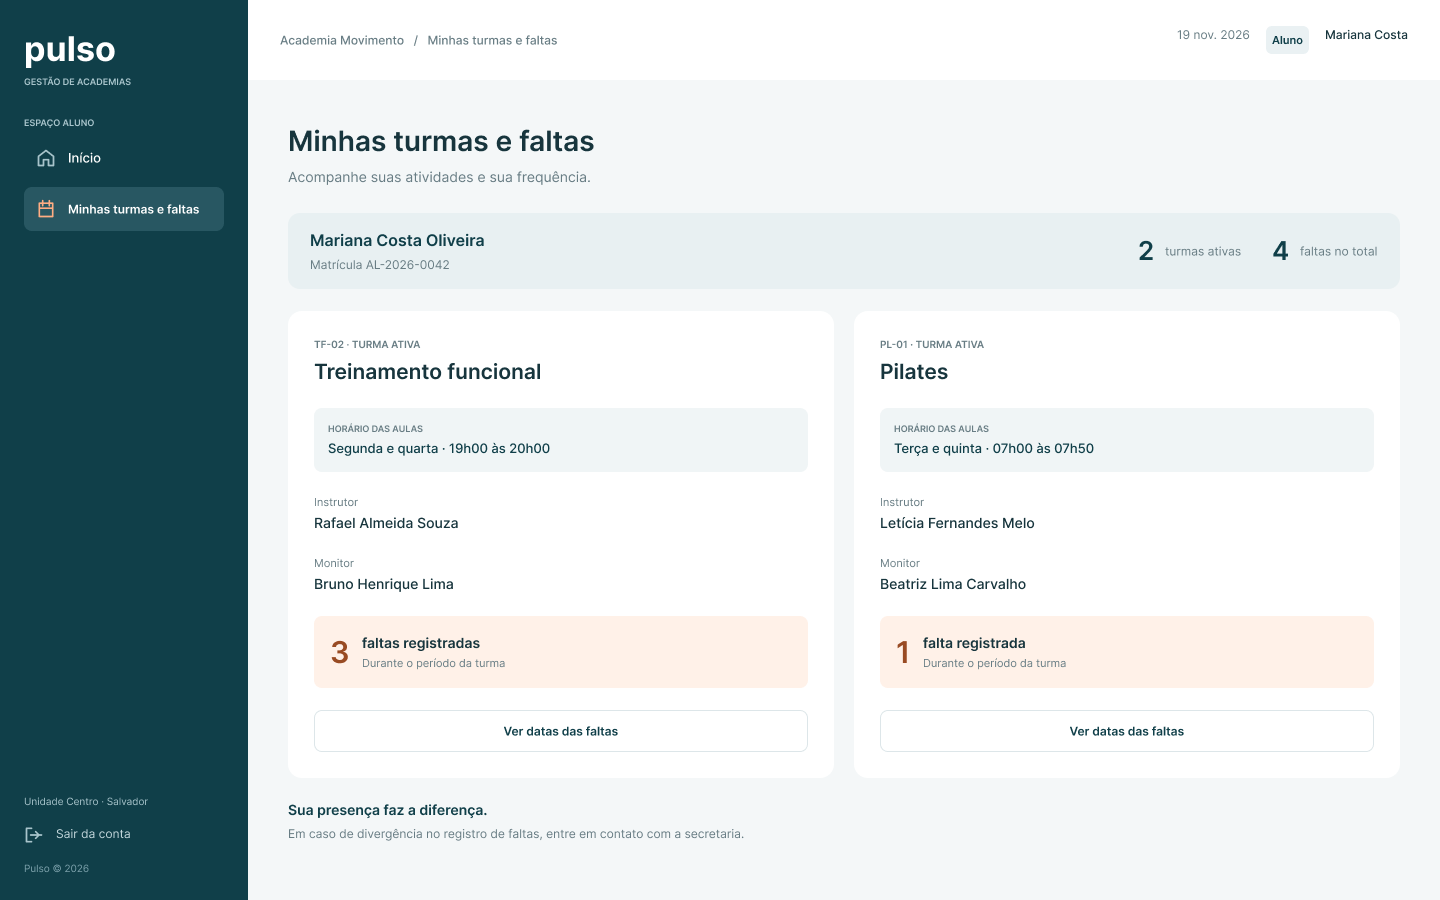 pulso
GESTÃO DE ACADEMIAS
ESPAÇO ALUNO
Início
Minhas turmas e faltas
Unidade Centro · Salvador
Sair da conta
Pulso © 2026
Academia Movimento / Minhas turmas e faltas
19 nov. 2026
Aluno
Mariana Costa
Minhas turmas e faltas
Acompanhe suas atividades e sua frequência.
Mariana Costa Oliveira
Matrícula AL-2026-0042
2 turmas ativas
4 faltas no total
TF-02 · TURMA ATIVA
Treinamento funcional
HORÁRIO DAS AULAS
Segunda e quarta · 19h00 às 20h00
Instrutor
Rafael Almeida Souza
Monitor
Bruno Henrique Lima
3 faltas registradas
Durante o período da turma
Ver datas das faltas
PL-01 · TURMA ATIVA
Pilates
HORÁRIO DAS AULAS
Terça e quinta · 07h00 às 07h50
Instrutor
Letícia Fernandes Melo
Monitor
Beatriz Lima Carvalho
1 falta registrada
Durante o período da turma
Ver datas das faltas
Sua presença faz a diferença.
Em caso de divergência no registro de faltas, entre em contato com a secretaria.